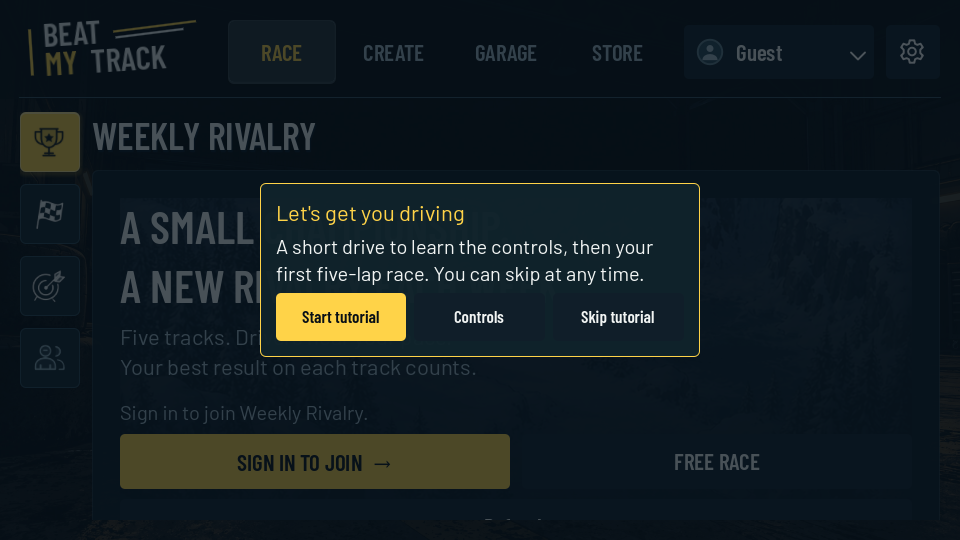 BEAT
MY TRACK
RACE
CREATE
GARAGE
STORE
Guest
WEEKLY RIVALRY
A SMALL
A NEW
Let's get you driving
A short drive to learn the controls, then your
first five-lap race. You can skip at any time.
Start tutorial
Controls
Skip tutorial
Five tracks.
Your best result on each track counts.
Sign in to join Weekly Rivalry.
SIGN IN TO JOIN →
FREE RACE